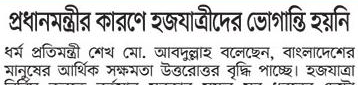 প্রধানমন্ত্রীর কারণে হজযাত্রীদের ভোগান্তি হয়নি
ধর্ম প্রতিমন্ত্রী শেখ মো. আবদুল্লাহ বলেছেন, বাংলাদেশের
মানুষের আর্থিক সক্ষমতা উত্তরোত্তর বৃদ্ধি পাচ্ছে। হজযাত্রা